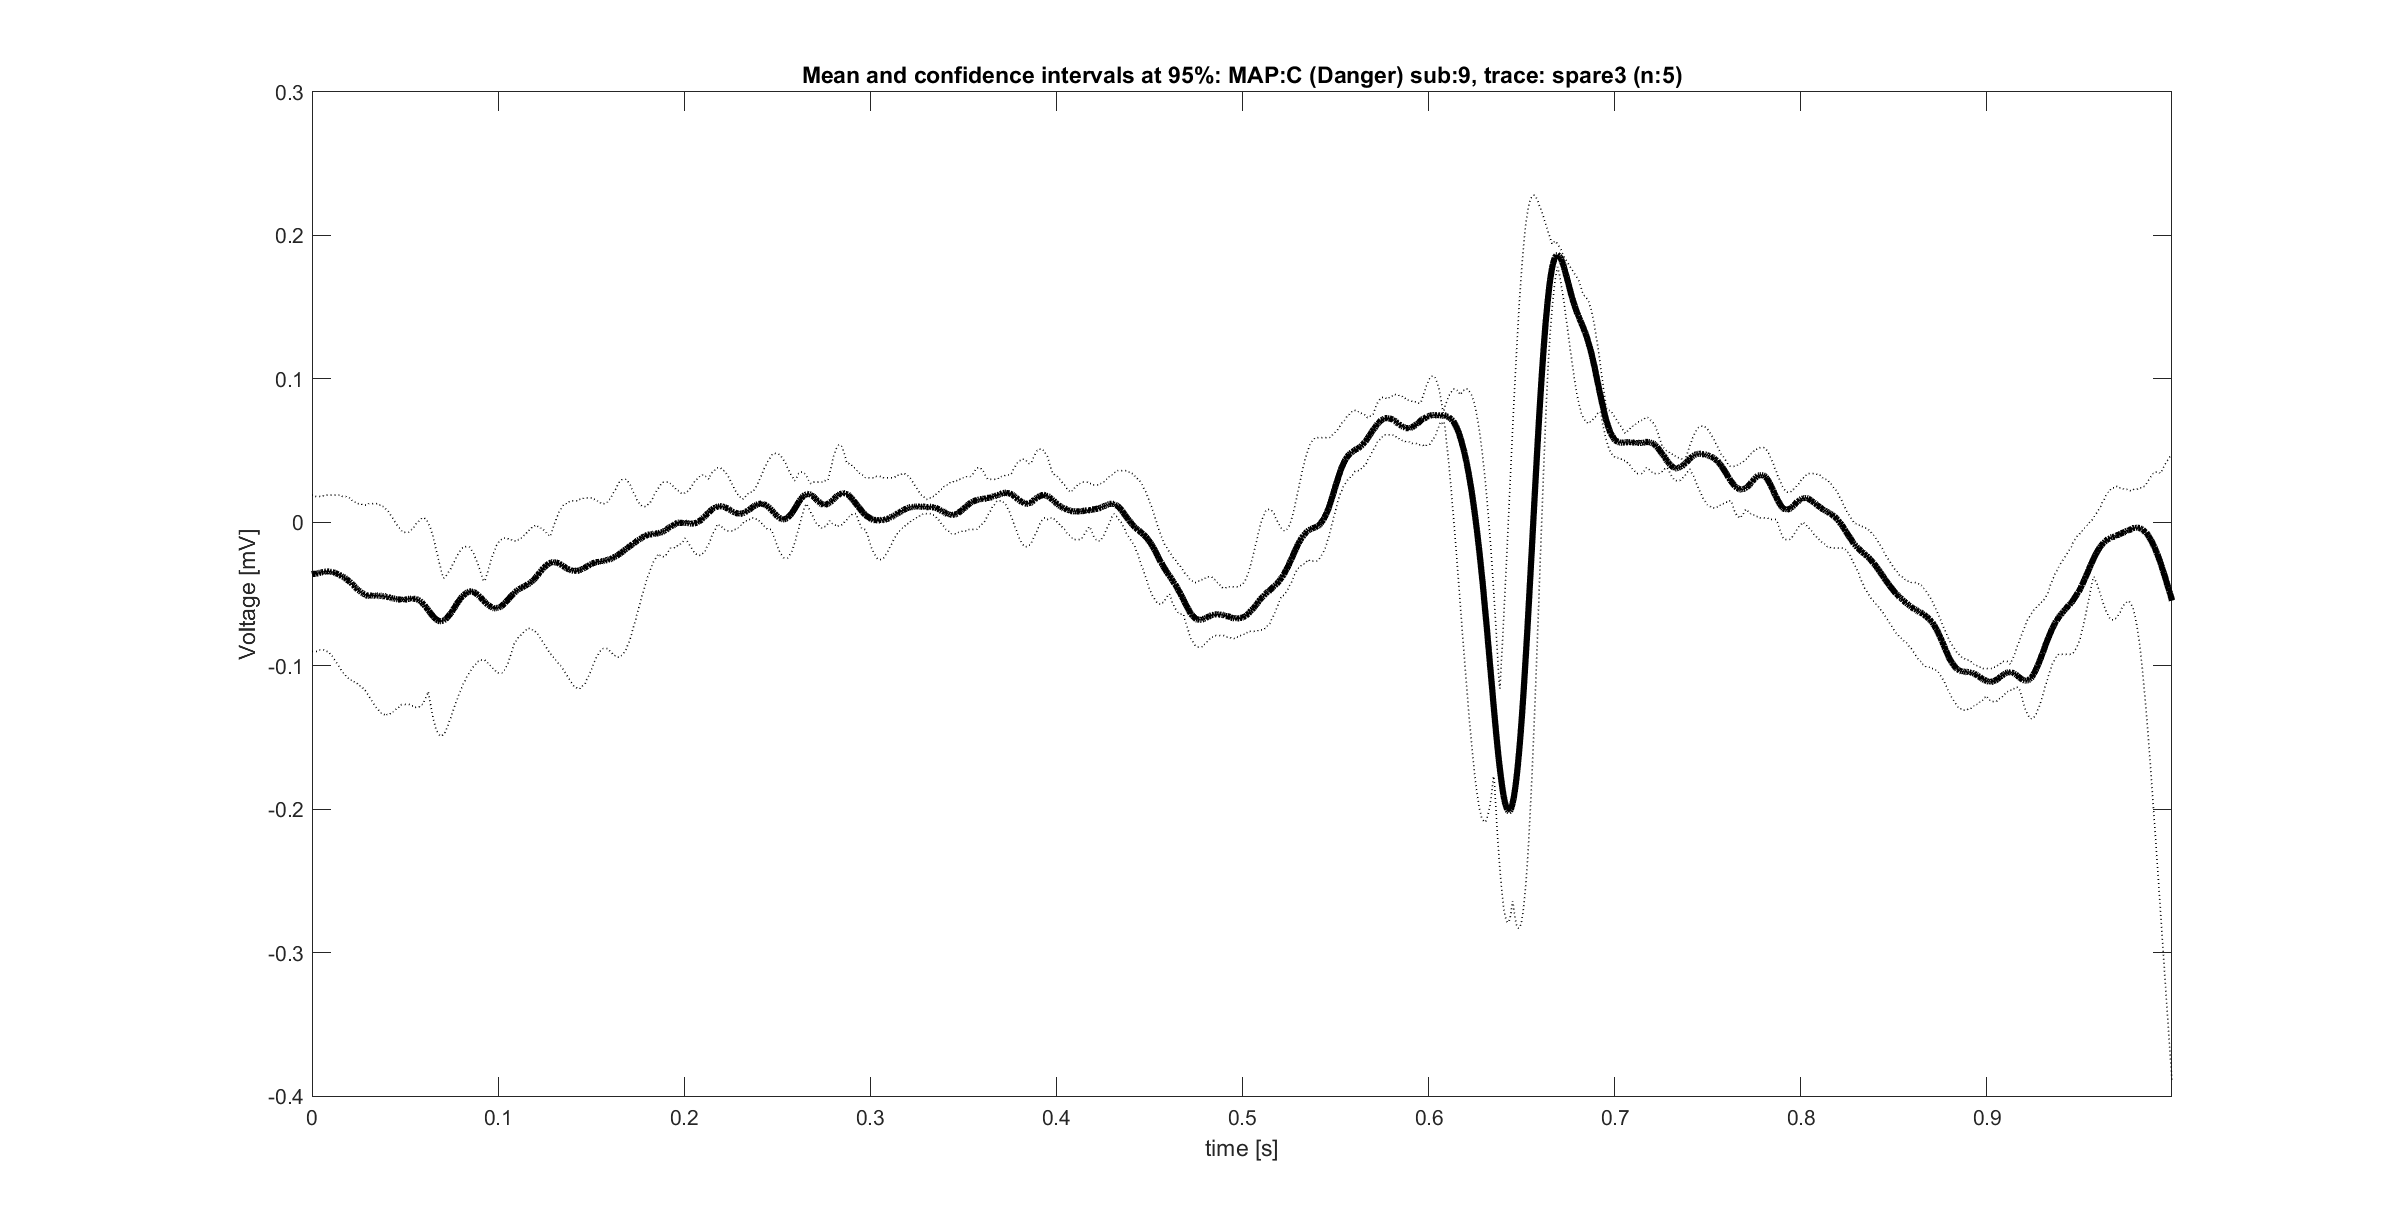 Mean and confidence intervals at 95%: MAP:C (Danger) sub:9, trace: spare3 (n:5)
0.3
0.2
0.1
0
-0.1
-0.2
-0.3
-0.4
Voltage [mV]
0 0.1 0.2 0.3 0.4 0.5 0.6 0.7 0.8 0.9
time [s]